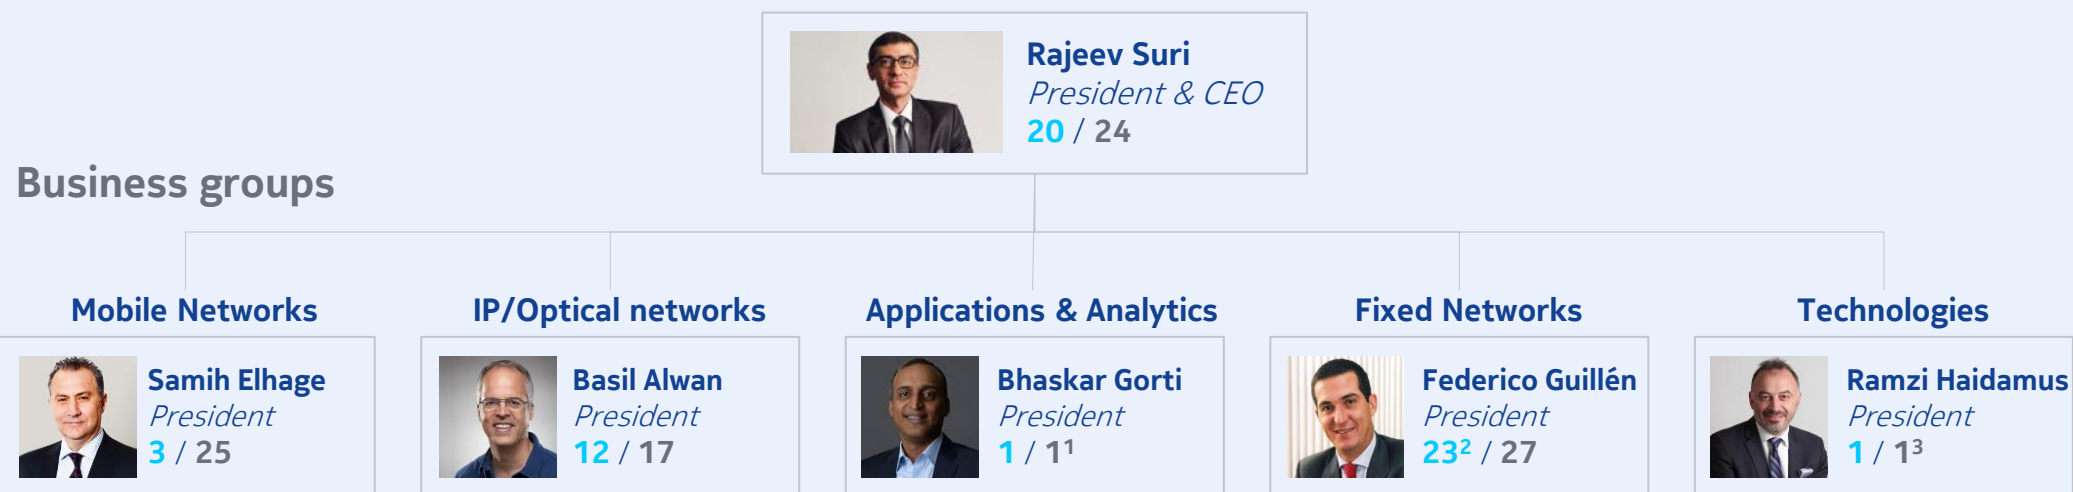 Rajeev Suri
President & CEO
20 / 24
Business groups
Mobile Networks
Samih Elhage
President
3 / 25
IP/Optical networks
Basil Alwan
President
12 / 17
Applications & Analytics
Bhaskar Gorti
President
1 / 1¹
Fixed Networks
Federico Guillén
President
23² / 27
Technologies
Ramzi Haidamus
President
1 / 1³